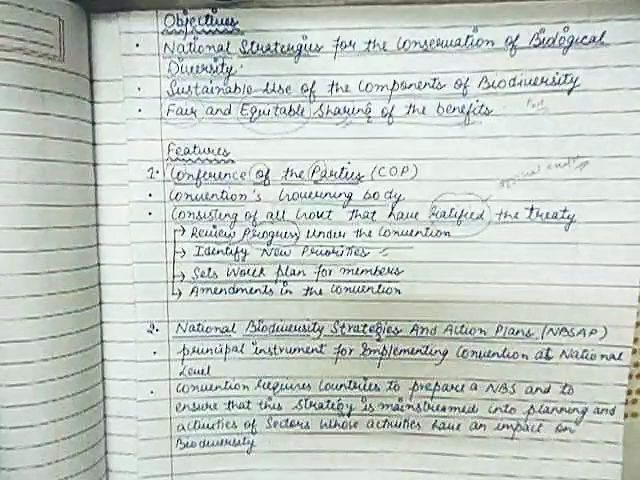 Objectives
• National Strategies for the Conservation of Biological
Diversity.
• Sustainable Use of the Components of Biodiversity
• Fair and Equitable Sharing of the benefits
Features
1. Conference of the Parties (COP)
• Convention's Governing body
• Consisting of all Govt that have Ratified the treaty
→ Review Progress under the Convention
→ Identify New Priorities
→ Sets Work plan for members
→ Amendments in the Convention
2. National Biodiversity Strategies And Action Plans (NBSAP)
• principal instrument for Implementing Convention at National
Level
• Convention Requires Countries to prepare a NBS and to
ensure that this Strategy is mainstreamed into planning and
activities of Sectors whose activities have an impact on
Biodiversity